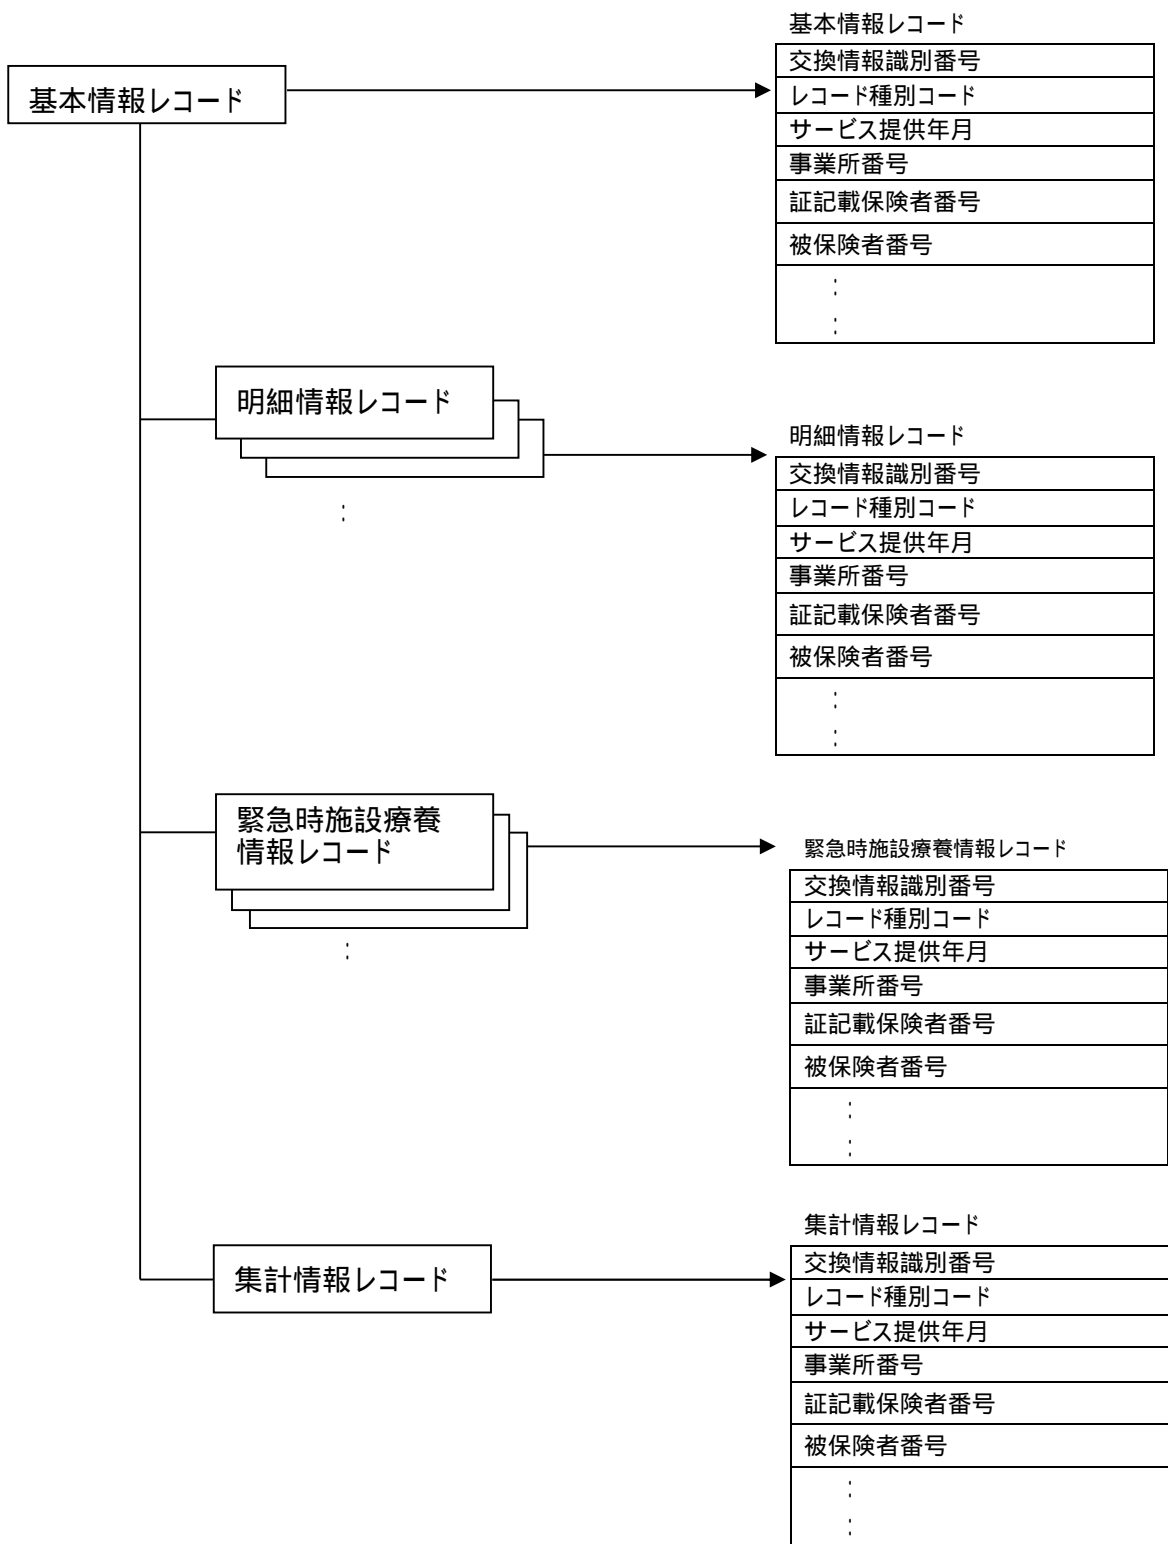 基本情報レコード
基本情報レコード
交換情報識別番号
レコード種別コード
サービス提供年月
事業所番号
証記載保険者番号
被保険者番号
:
:
明細情報レコード
:
明細情報レコード
交換情報識別番号
レコード種別コード
サービス提供年月
事業所番号
証記載保険者番号
被保険者番号
:
:
緊急時施設療養
情報レコード
:
緊急時施設療養情報レコード
交換情報識別番号
レコード種別コード
サービス提供年月
事業所番号
証記載保険者番号
被保険者番号
:
:
集計情報レコード
集計情報レコード
交換情報識別番号
レコード種別コード
サービス提供年月
事業所番号
証記載保険者番号
被保険者番号
:
: